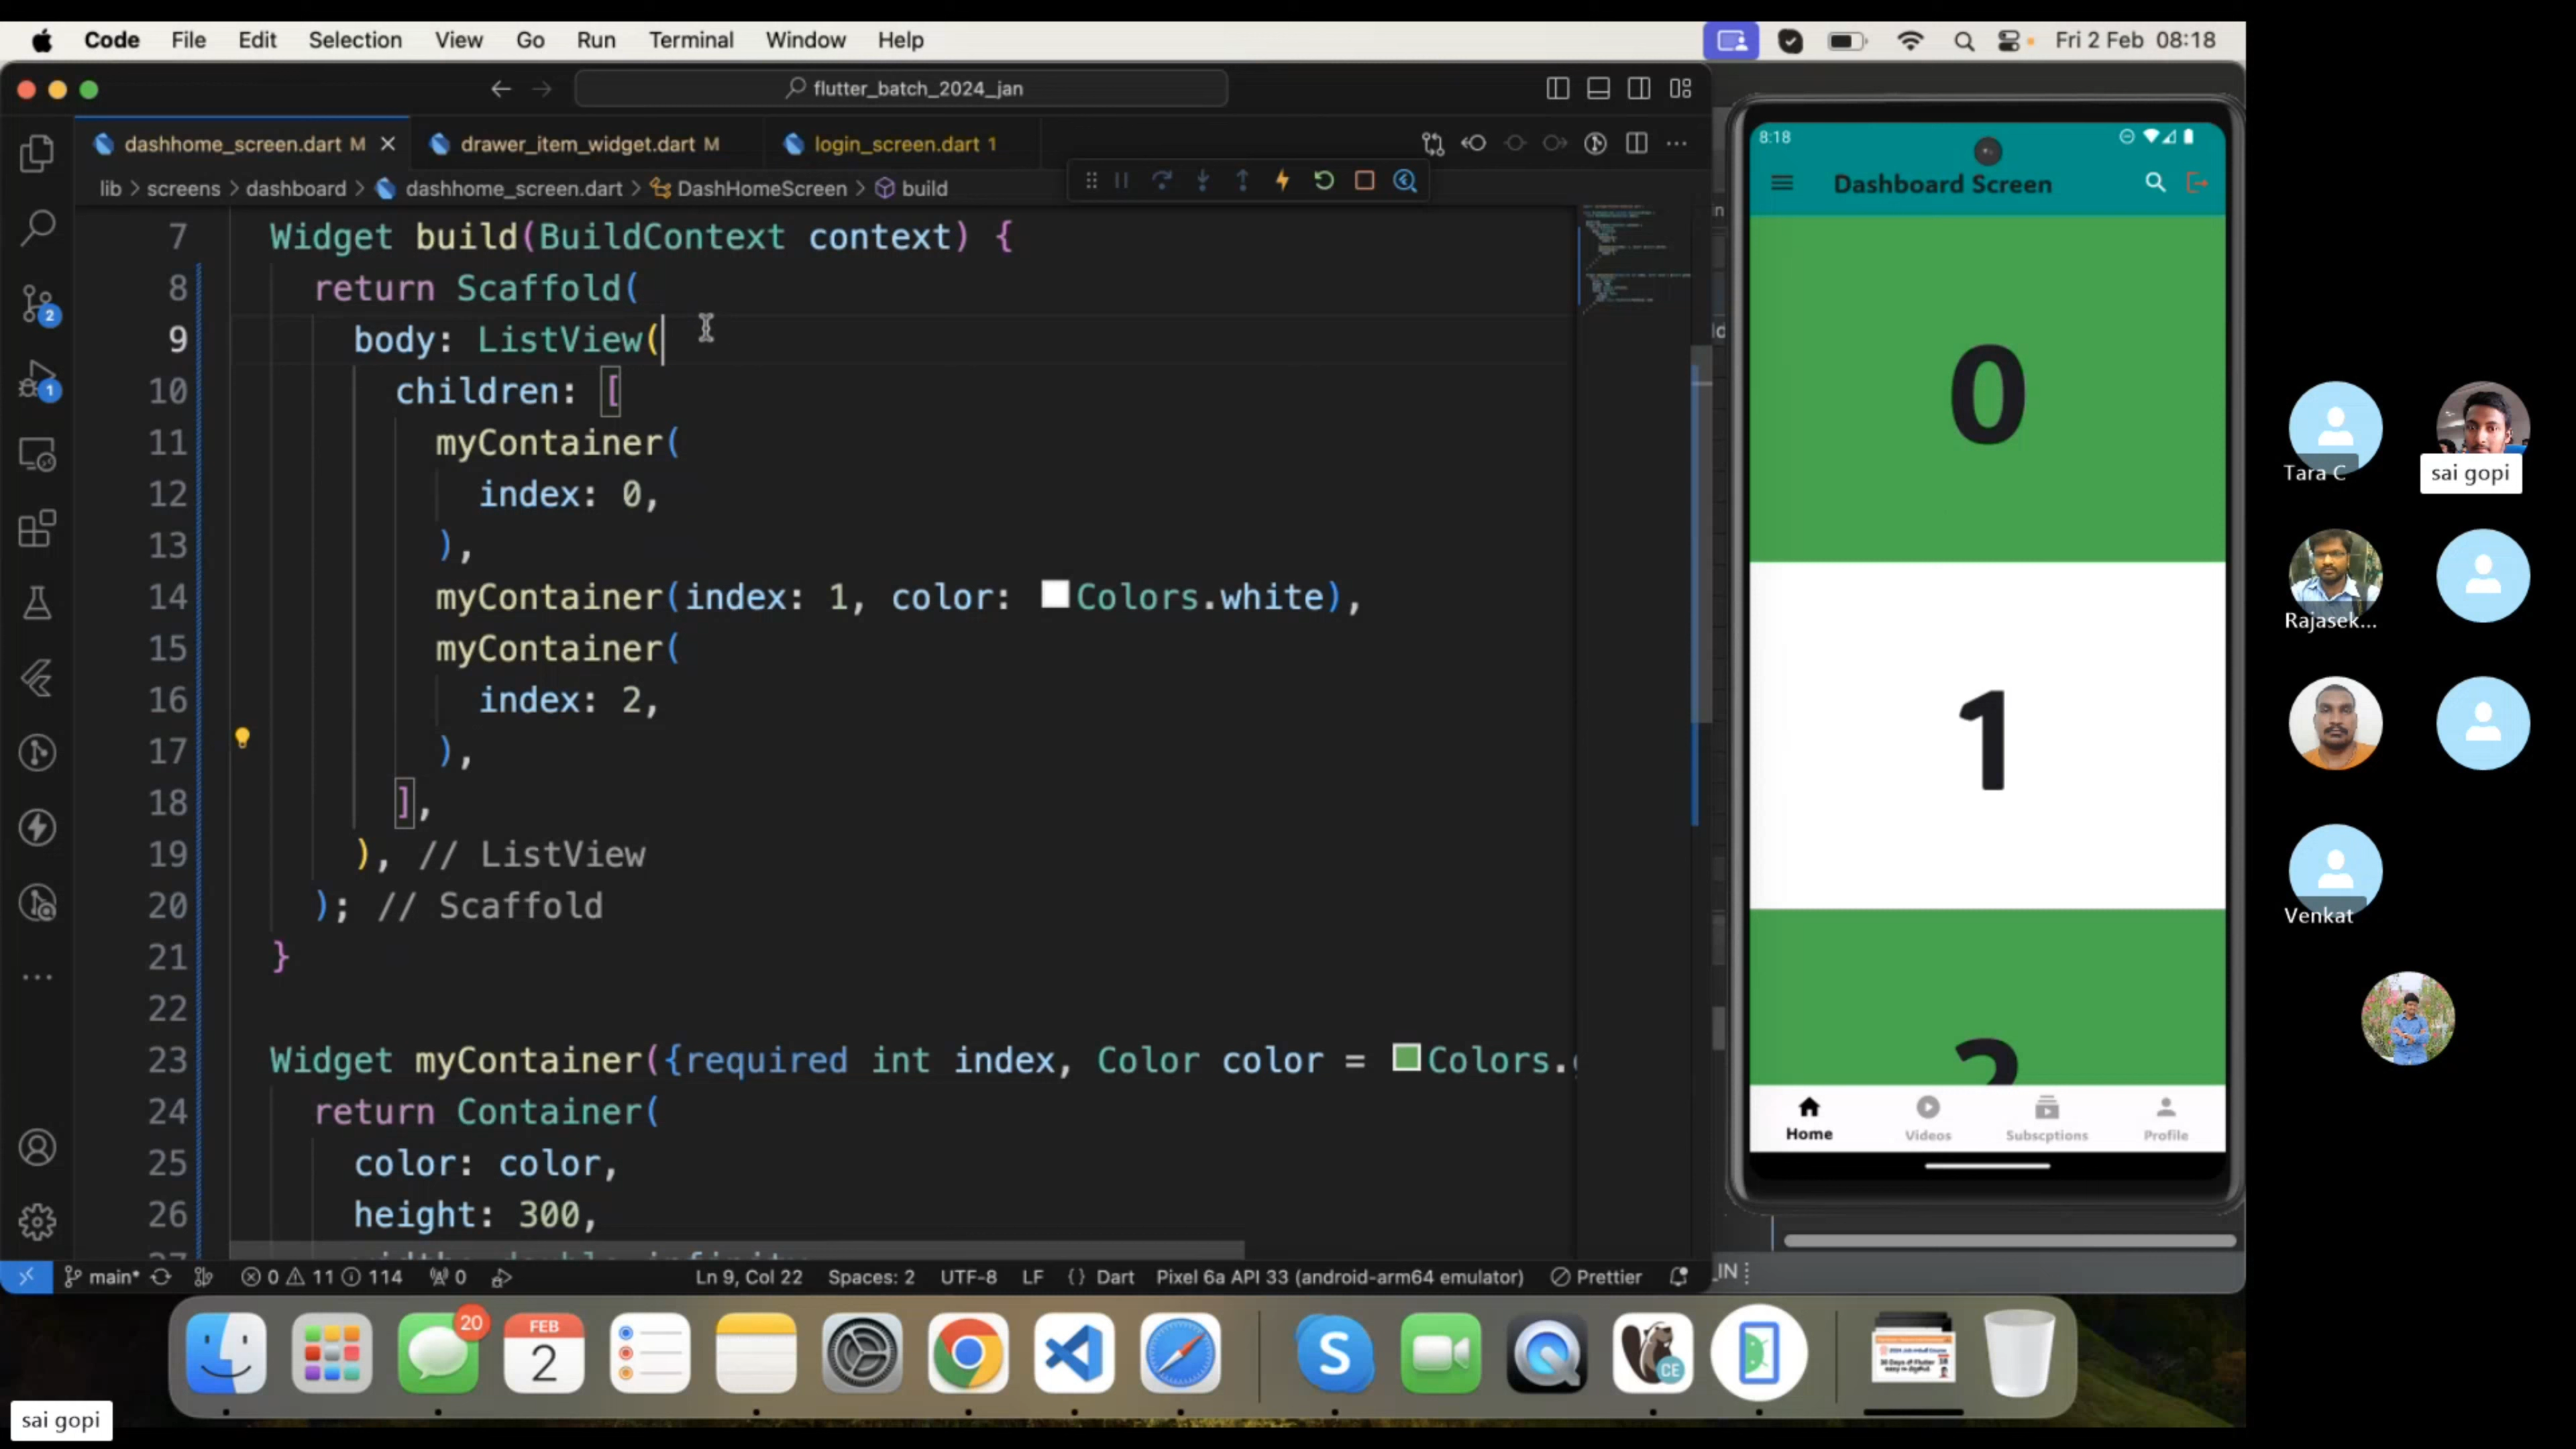 Code File Edit Selection View Go Run Terminal Window Help
Fri 2 Feb 08:18
flutter_batch_2024_jan
dashhome_screen.dart M
drawer_item_widget.dart M
login_screen.dart 1
lib > screens > dashboard > dashhome_screen.dart > DashHomeScreen > build
7 Widget build(BuildContext context) {
8 return Scaffold(
9 body: ListView(
10 children: [
11 myContainer(
12 index: 0,
13 ),
14 myContainer(index: 1, color: Colors.white),
15 myContainer(
16 index: 2,
17 ),
18 ],
19 ), // ListView
20 ); // Scaffold
21 }
22
23 Widget myContainer({required int index, Color color = Colors.
24 return Container(
25 color: color,
26 height: 300,
2
1
main* 0 11 114 0
Ln 9, Col 22 Spaces: 2 UTF-8 LF {} Dart Pixel 6a API 33 (android-arm64 emulator) Prettier
_IN
8:18
Dashboard Screen
0
1
2
Home Videos Subscptions Profile
Tara C
sai gopi
Rajasek...
Venkat
20
FEB
2
S
CE
sai gopi